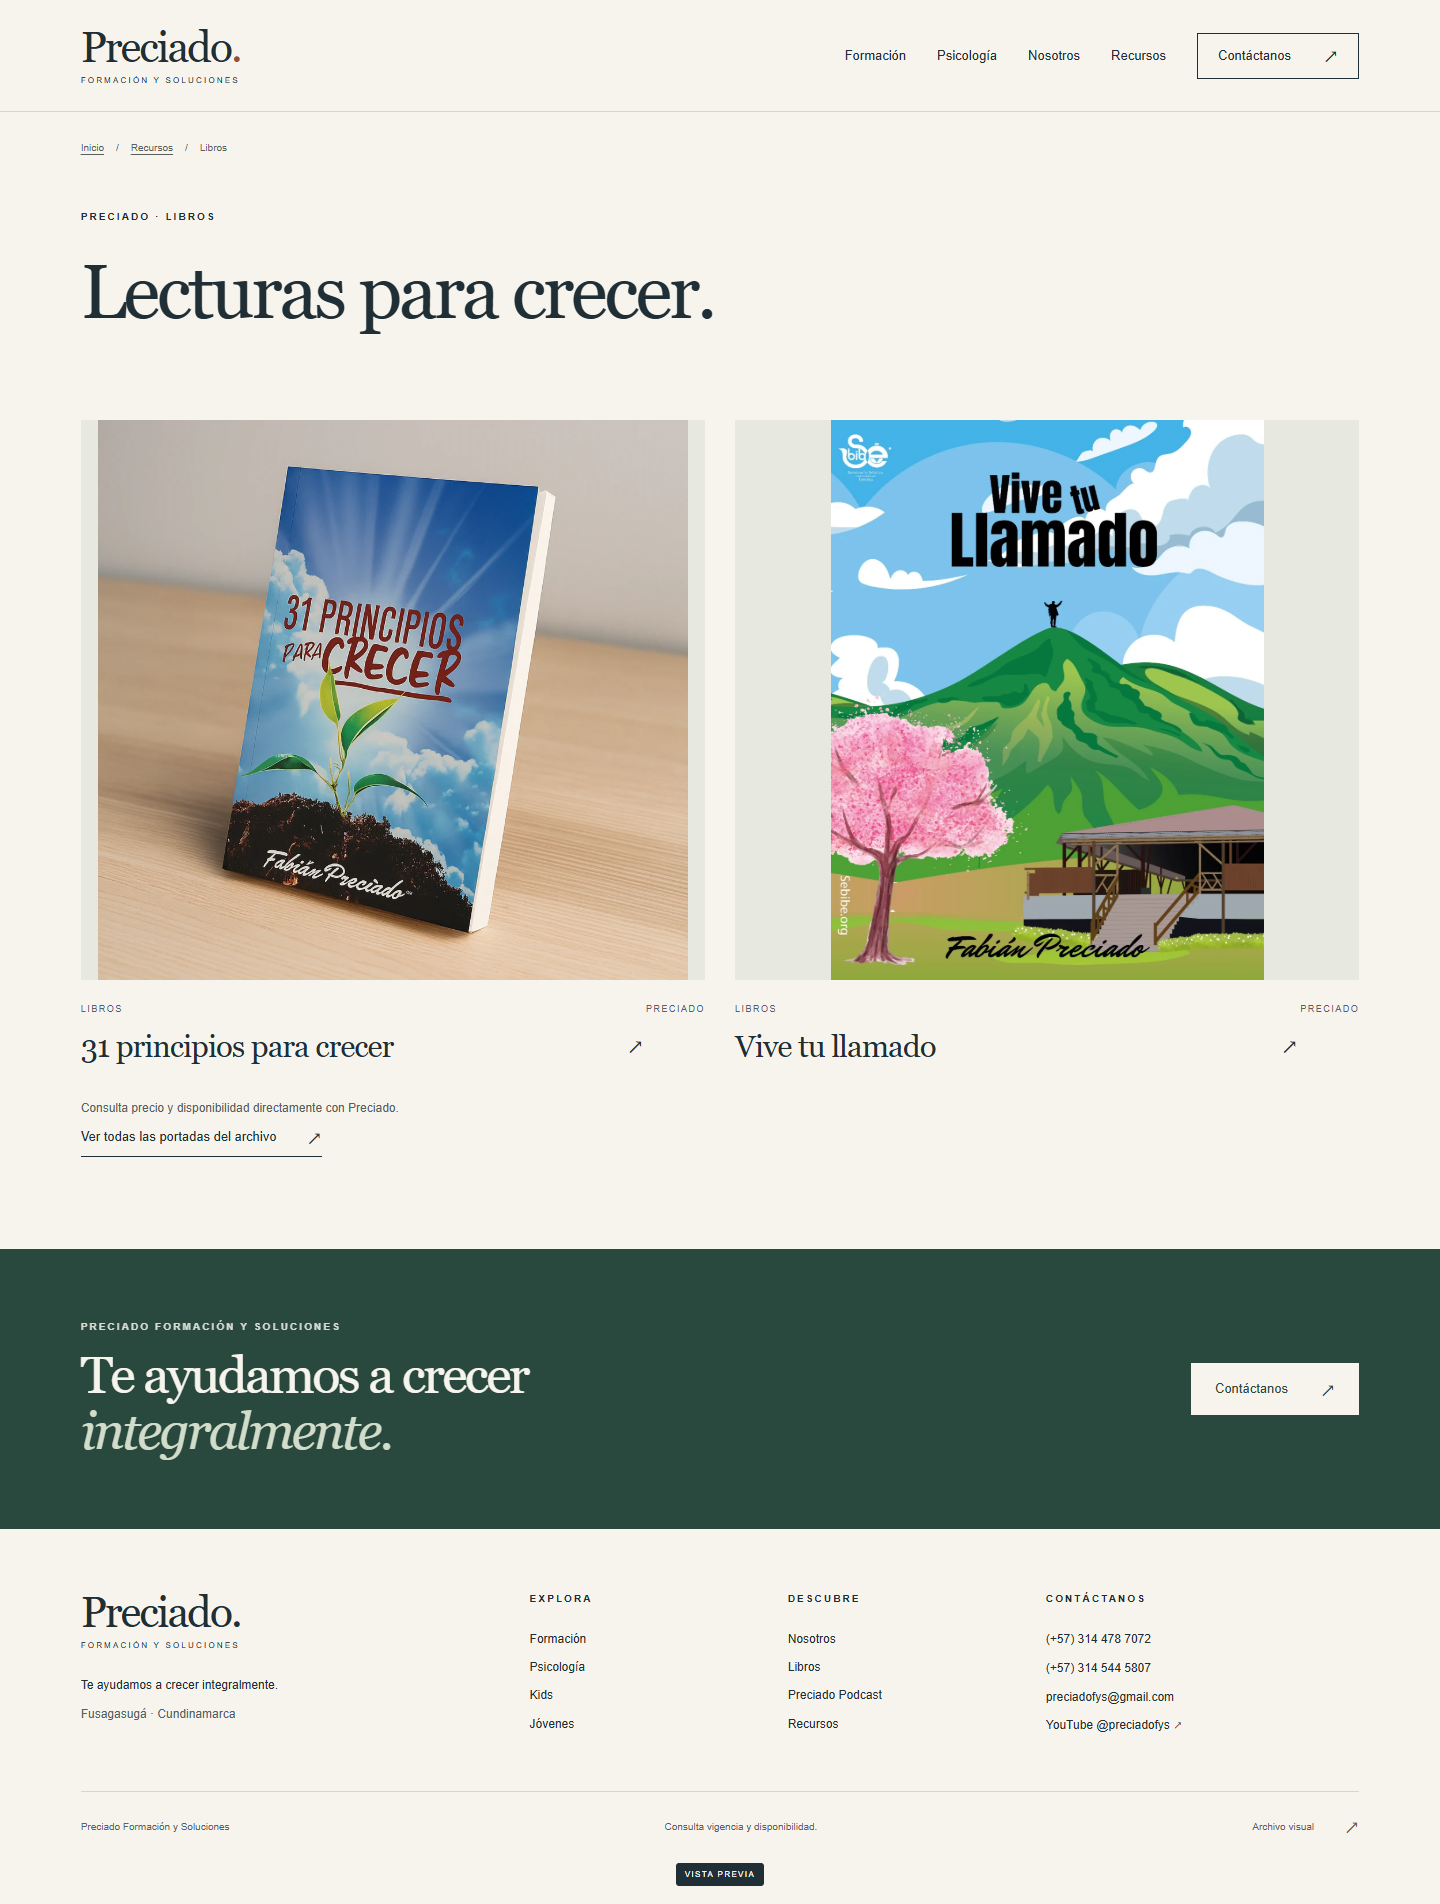 Preciado.
FORMACIÓN Y SOLUCIONES
Formación
Psicología
Nosotros
Recursos
Contáctanos ↗
Inicio / Recursos / Libros
PRECIADO · LIBROS
Lecturas para crecer.
31 PRINCIPIOS
PARA CRECER
Fabián Preciado
Sé
bibe
Vive tu
Llamado
Sebibe.org
Fabián Preciado
LIBROS
PRECIADO
31 principios para crecer ↗
LIBROS
PRECIADO
Vive tu llamado ↗
Consulta precio y disponibilidad directamente con Preciado.
Ver todas las portadas del archivo ↗
PRECIADO FORMACIÓN Y SOLUCIONES
Te ayudamos a crecer
integralmente.
Contáctanos ↗
Preciado.
FORMACIÓN Y SOLUCIONES
Te ayudamos a crecer integralmente.
Fusagasugá · Cundinamarca
EXPLORA
Formación
Psicología
Kids
Jóvenes
DESCUBRE
Nosotros
Libros
Preciado Podcast
Recursos
CONTÁCTANOS
(+57) 314 478 7072
(+57) 314 544 5807
preciadofys@gmail.com
YouTube @preciadofys ↗
Preciado Formación y Soluciones
Consulta vigencia y disponibilidad.
Archivo visual ↗
VISTA PREVIA